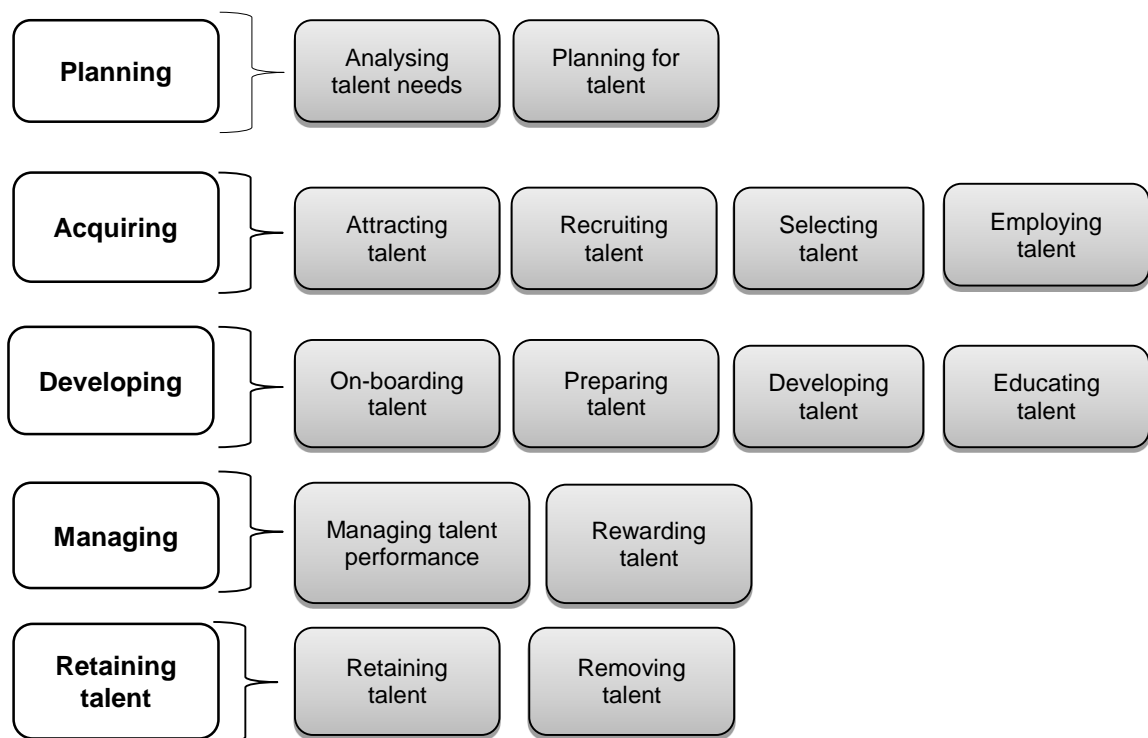 Planning
Analysing
talent needs
Planning for
talent
Acquiring
Attracting
talent
Recruiting
talent
Selecting
talent
Employing
talent
Developing
On-boarding
talent
Preparing
talent
Developing
talent
Educating
talent
Managing
Managing talent
performance
Rewarding
talent
Retaining
talent
Retaining
talent
Removing
talent